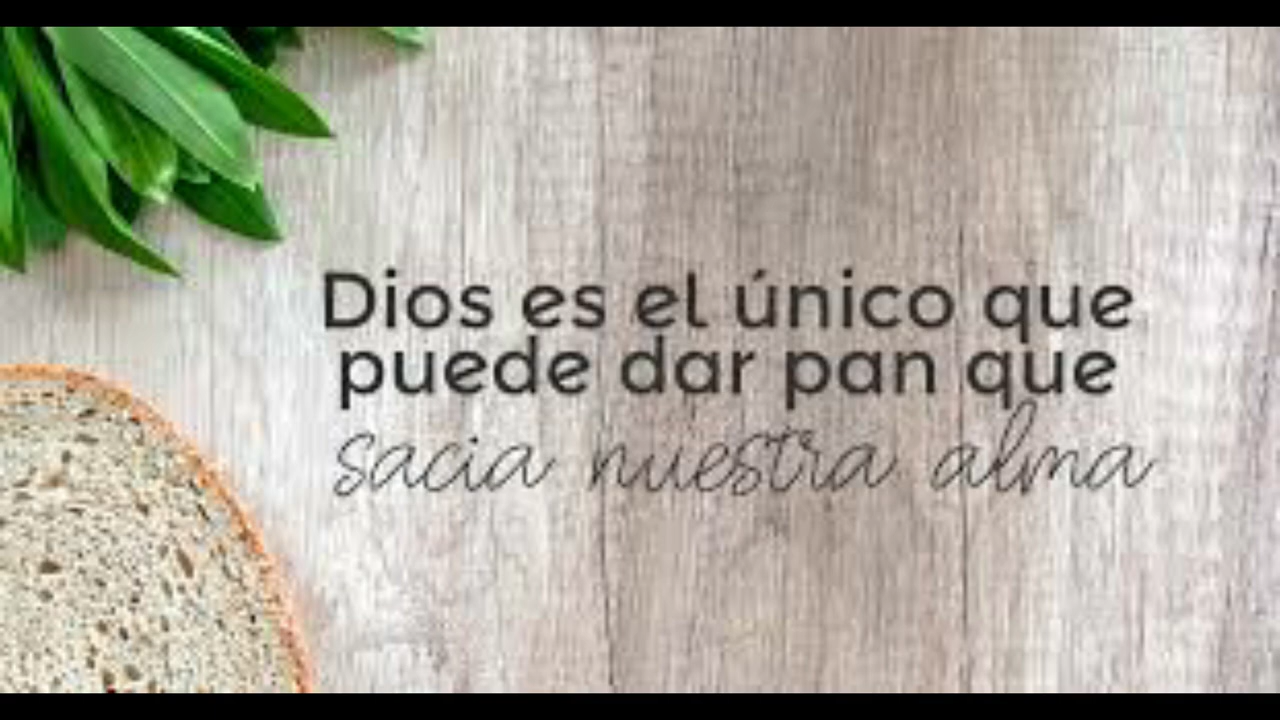 Dios es el único que
puede dar pan que
sacia nuestra alma